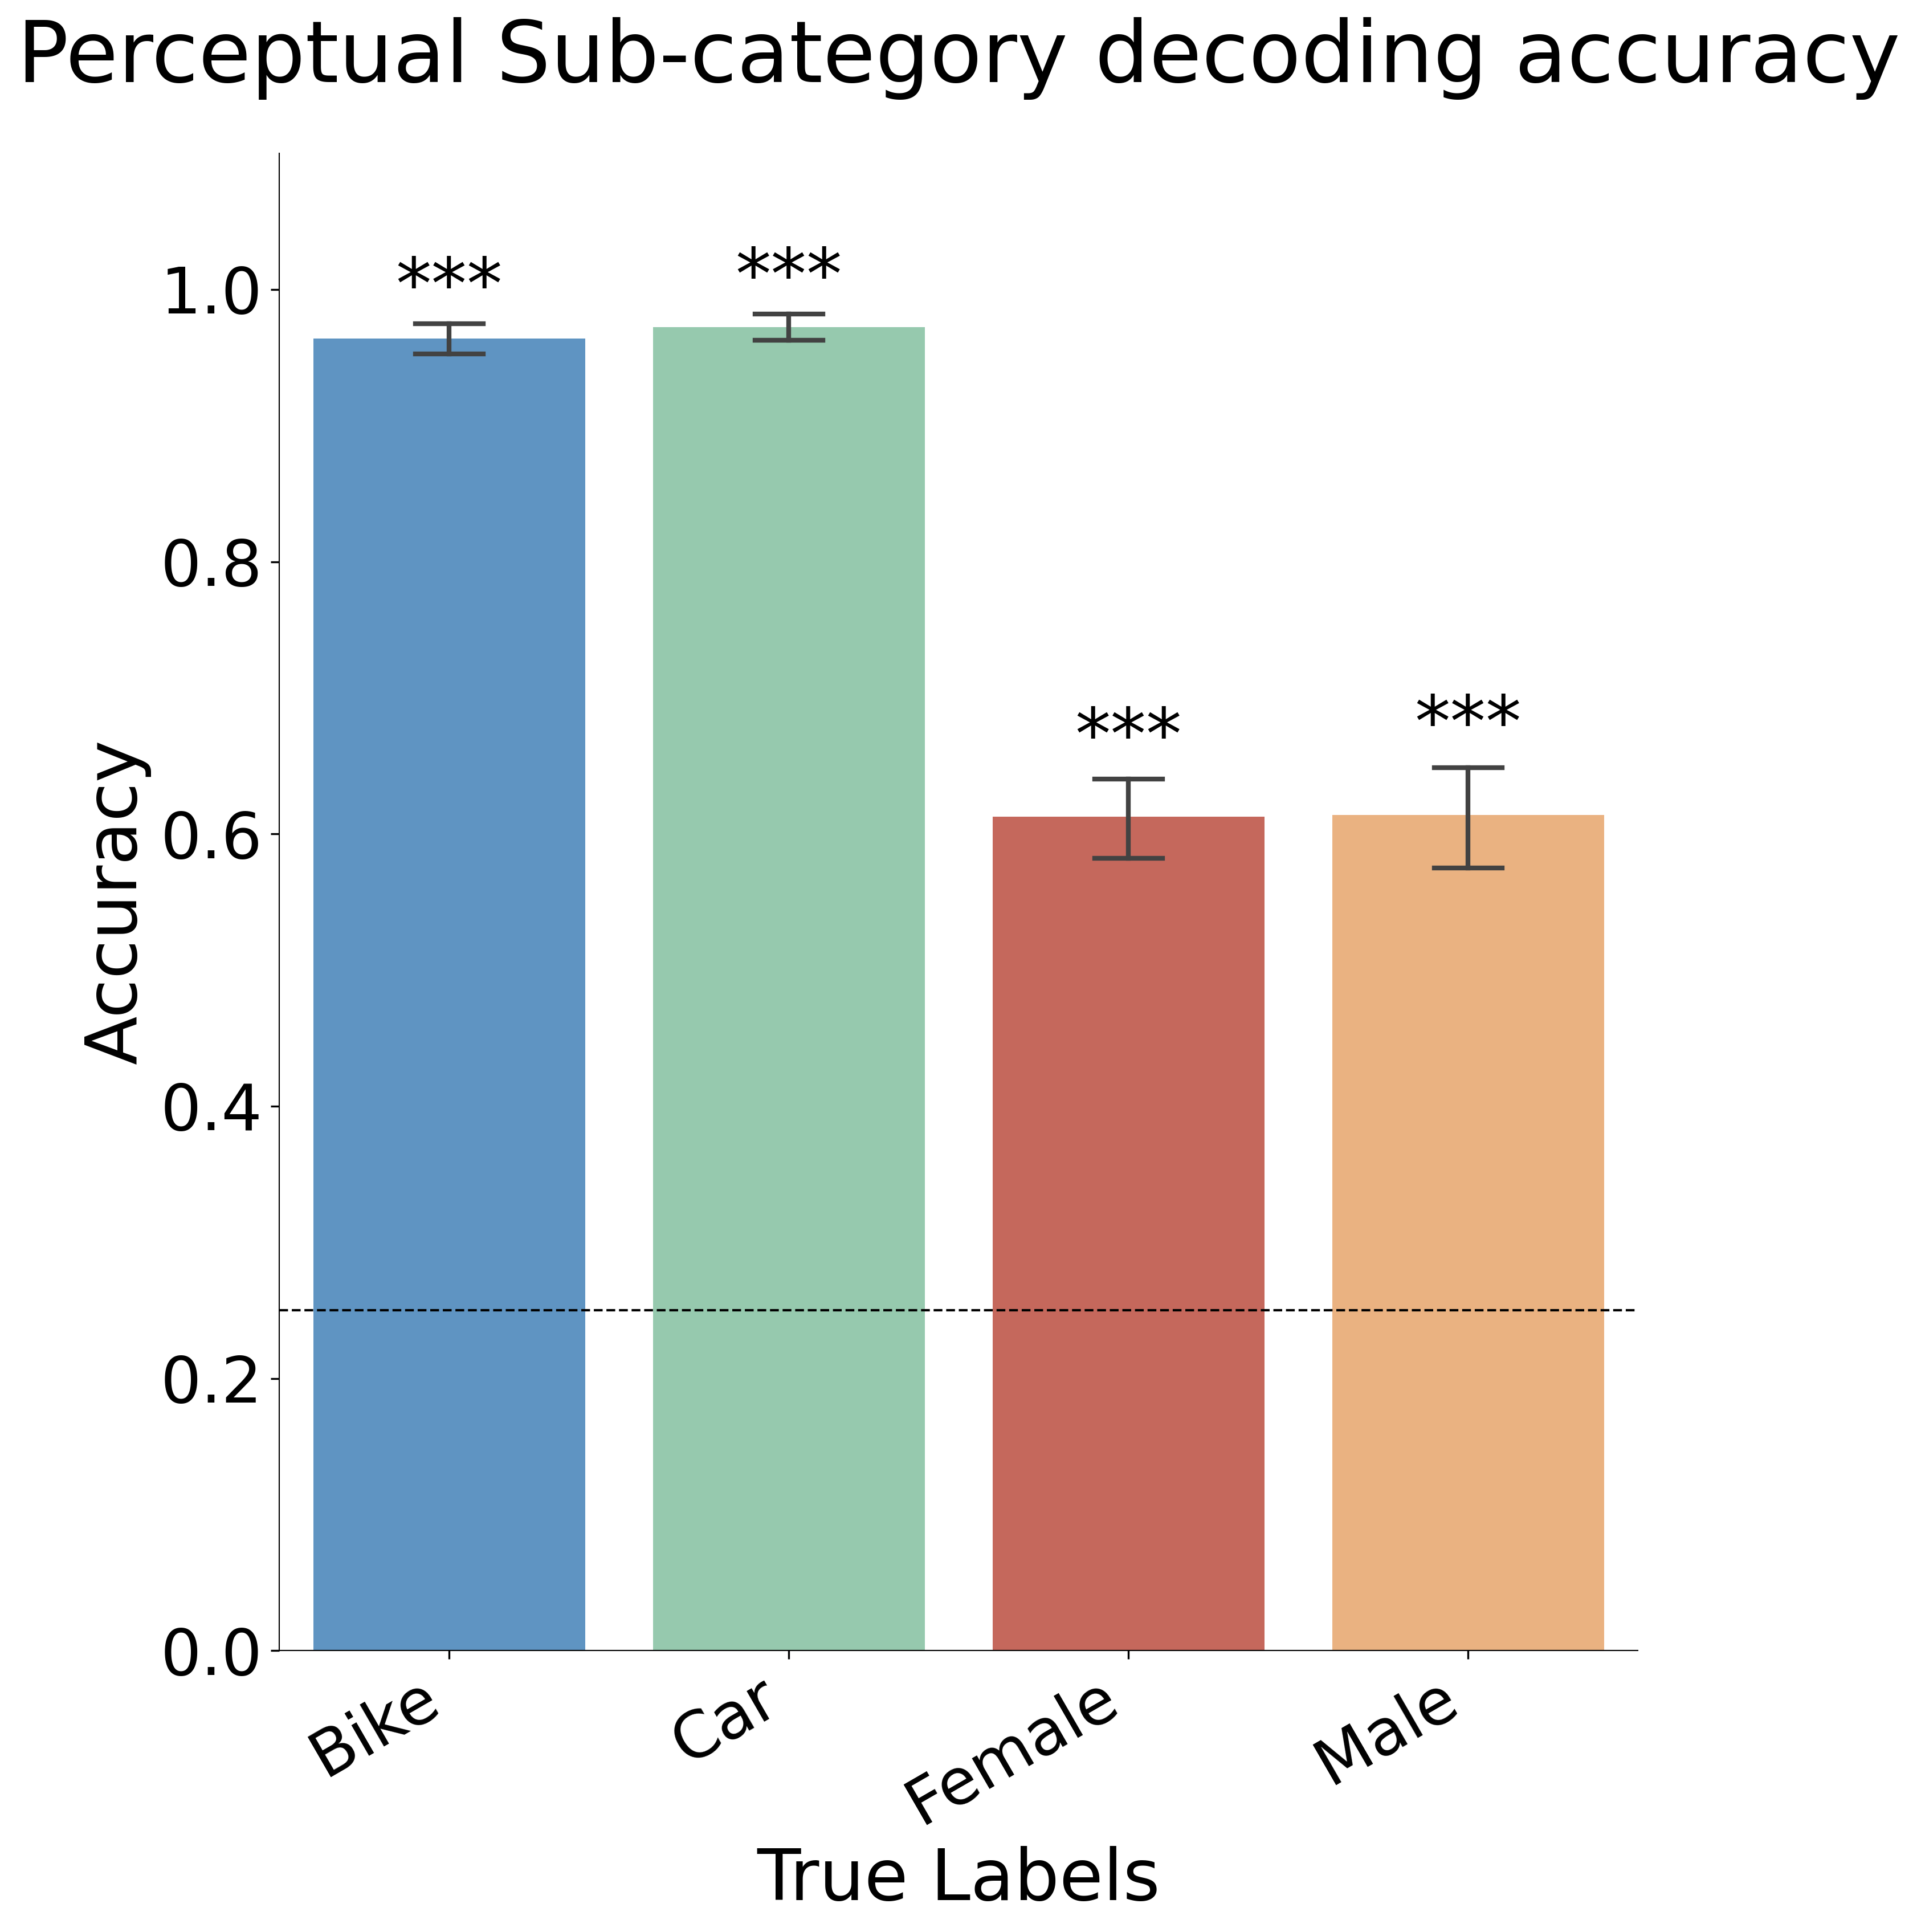 Perceptual Sub-category decoding accuracy
1.0
0.8
0.6
0.4
0.2
0.0
Accuracy
***
***
***
***
Bike
Car
Female
Male
True Labels